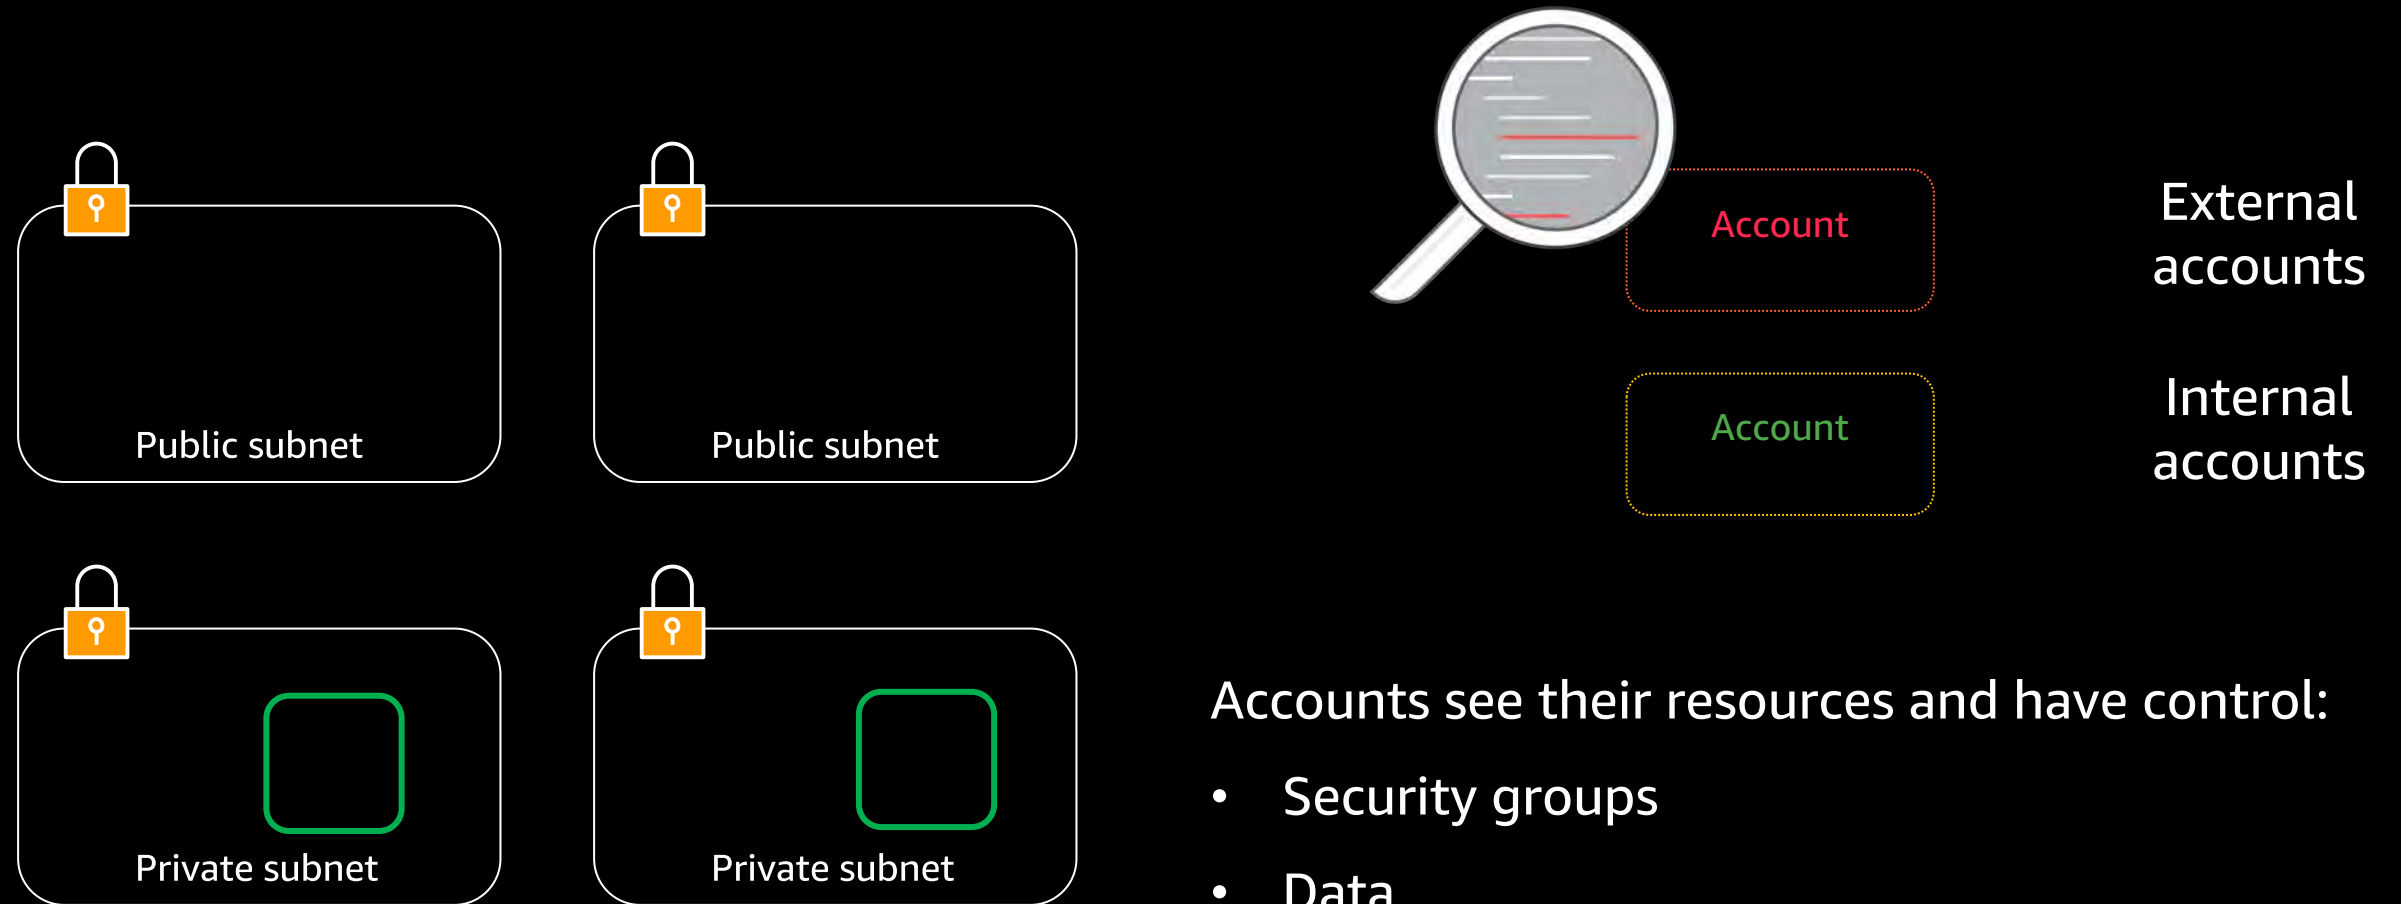 Public subnet
Public subnet
Private subnet
Private subnet
Account
External
accounts
Account
Internal
accounts
Accounts see their resources and have control:
• Security groups
• Data